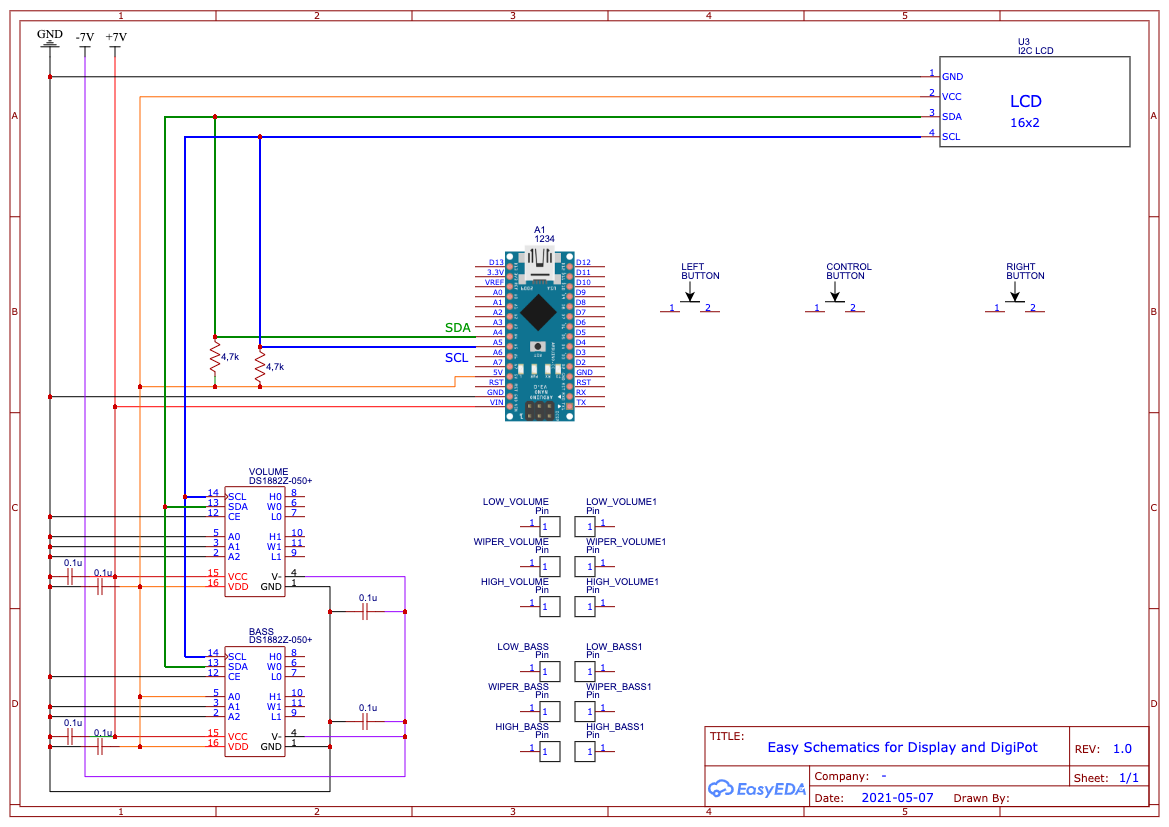 1 2 3 4 5
GND -7V +7V
U3
I2C LCD
1 GND
2 VCC
3 SDA
4 SCL
LCD
16x2
A A
A1
1234
D13 D12
3.3V D11
VREF D10
A0 D9
A1 D8
A2 D7
A3 D6
A4 D5
A5 D4
A6 D3
A7 D2
5V GND
RST RST
GND RX
VIN TX
SDA
SCL
4,7k
4,7k
LEFT
BUTTON
1 2
CONTROL
BUTTON
1 2
RIGHT
BUTTON
1 2
B B
VOLUME
DS1882Z-050+
14 SCL H0 8
13 SDA W0 6
12 CE L0 7
5 A0 H1 10
3 A1 W1 11
2 A2 L1 9
15 VCC V- 4
16 VDD GND 1
0.1u
0.1u
0.1u
C C
LOW_VOLUME
Pin
1 1
LOW_VOLUME1
Pin
1 1
WIPER_VOLUME
Pin
1 1
WIPER_VOLUME1
Pin
1 1
HIGH_VOLUME
Pin
1 1
HIGH_VOLUME1
Pin
1 1
BASS
DS1882Z-050+
14 SCL H0 8
13 SDA W0 6
12 CE L0 7
5 A0 H1 10
3 A1 W1 11
2 A2 L1 9
15 VCC V- 4
16 VDD GND 1
0.1u
0.1u
0.1u
D D
LOW_BASS
Pin
1 1
LOW_BASS1
Pin
1 1
WIPER_BASS
Pin
1 1
WIPER_BASS1
Pin
1 1
HIGH_BASS
Pin
1 1
HIGH_BASS1
Pin
1 1
TITLE:
Easy Schematics for Display and DigiPot
REV: 1.0
EasyEDA
Company: -
Sheet: 1/1
Date: 2021-05-07 Drawn By:
1 2 3 4 5